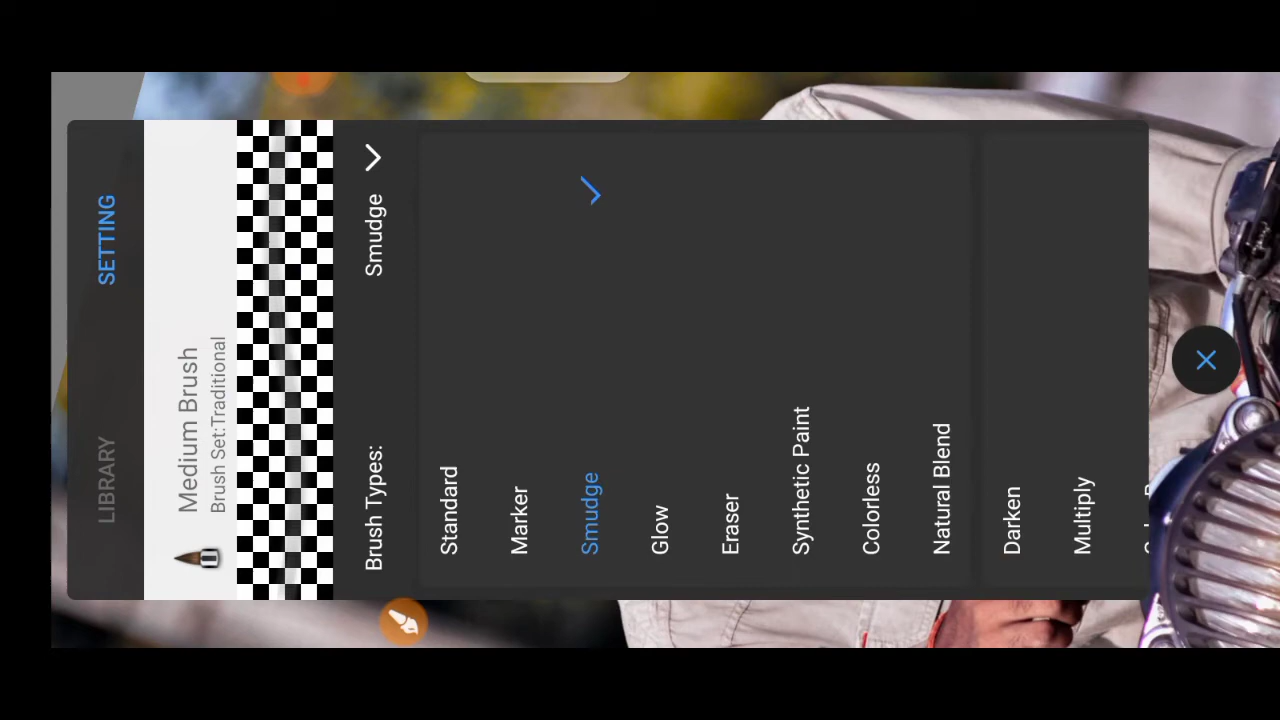 LIBRARY
SETTING
Medium Brush
Brush Set:Traditional
Brush Types:
Smudge
Standard
Marker
Smudge
Glow
Eraser
Synthetic Paint
Colorless
Natural Blend
Darken
Multiply